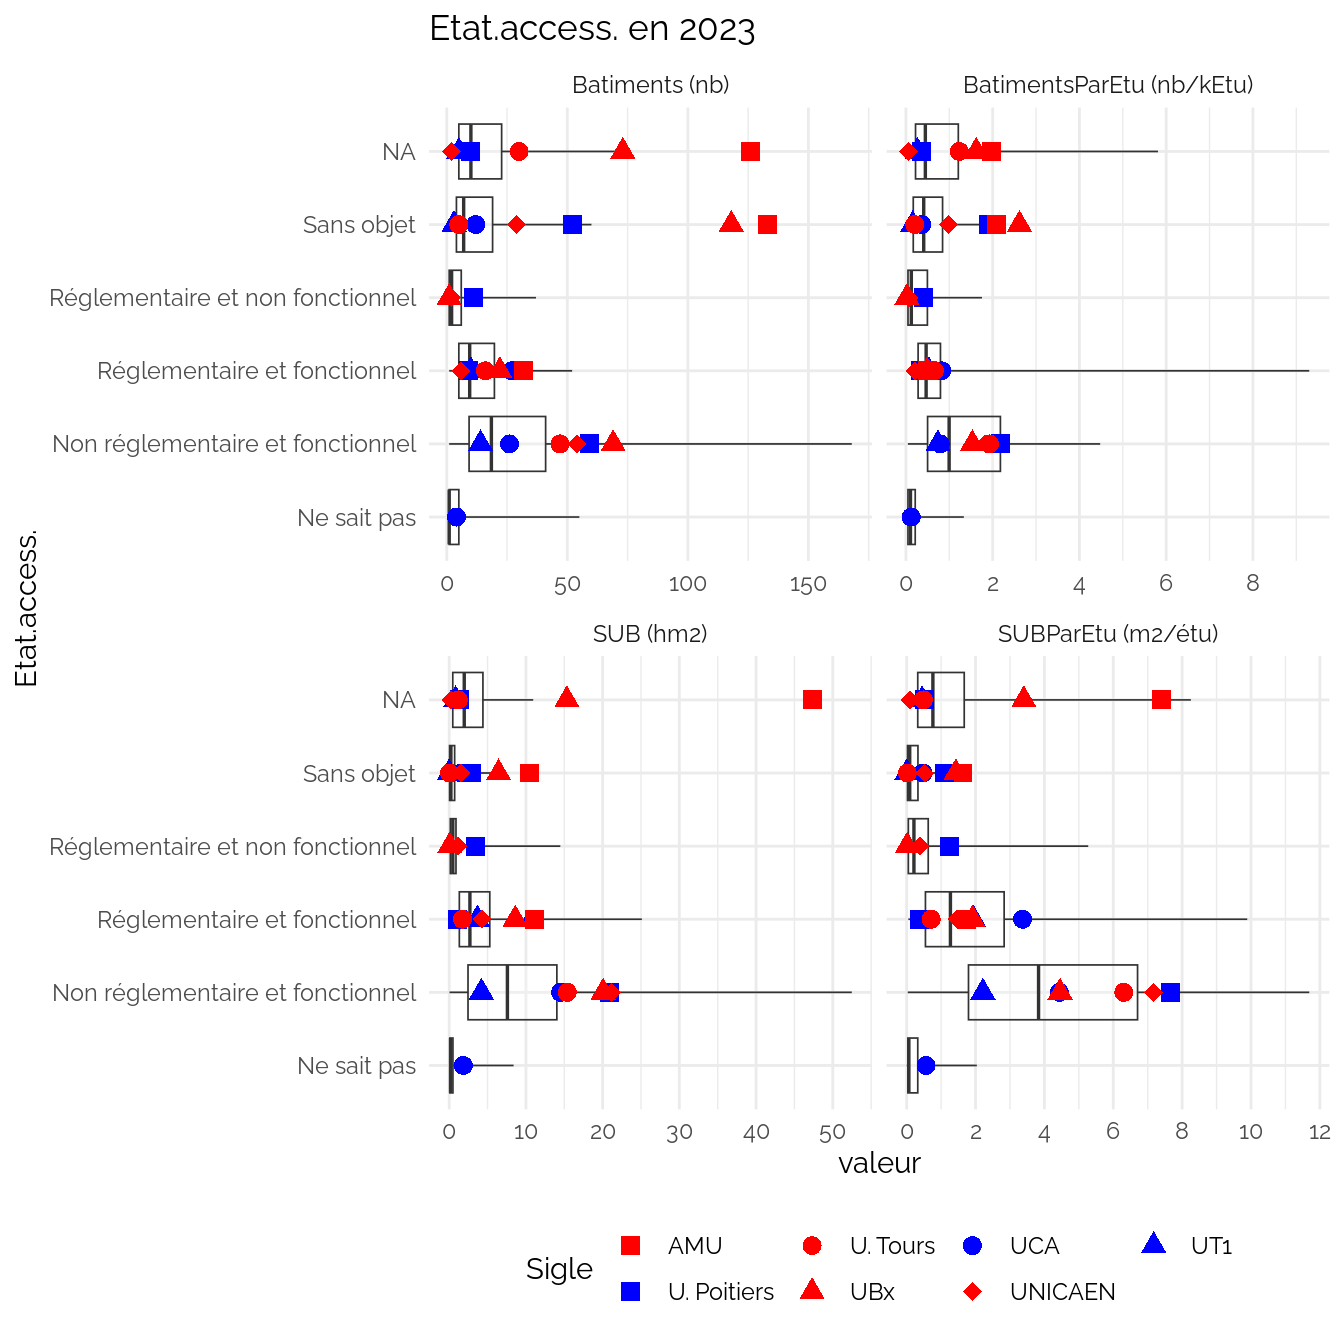 Etat.access. en 2023
Batiments (nb)
BatimentsParEtu (nb/kEtu)
NA
Sans objet
Réglementaire et non fonctionnel
Réglementaire et fonctionnel
Non réglementaire et fonctionnel
Ne sait pas
0 50 100 150
0 2 4 6 8
Etat.access.
SUB (hm2)
SUBParEtu (m2/étu)
NA
Sans objet
Réglementaire et non fonctionnel
Réglementaire et fonctionnel
Non réglementaire et fonctionnel
Ne sait pas
0 10 20 30 40 50
0 2 4 6 8 10 12
valeur
Sigle
AMU U. Tours UCA UT1
U. Poitiers UBx UNICAEN